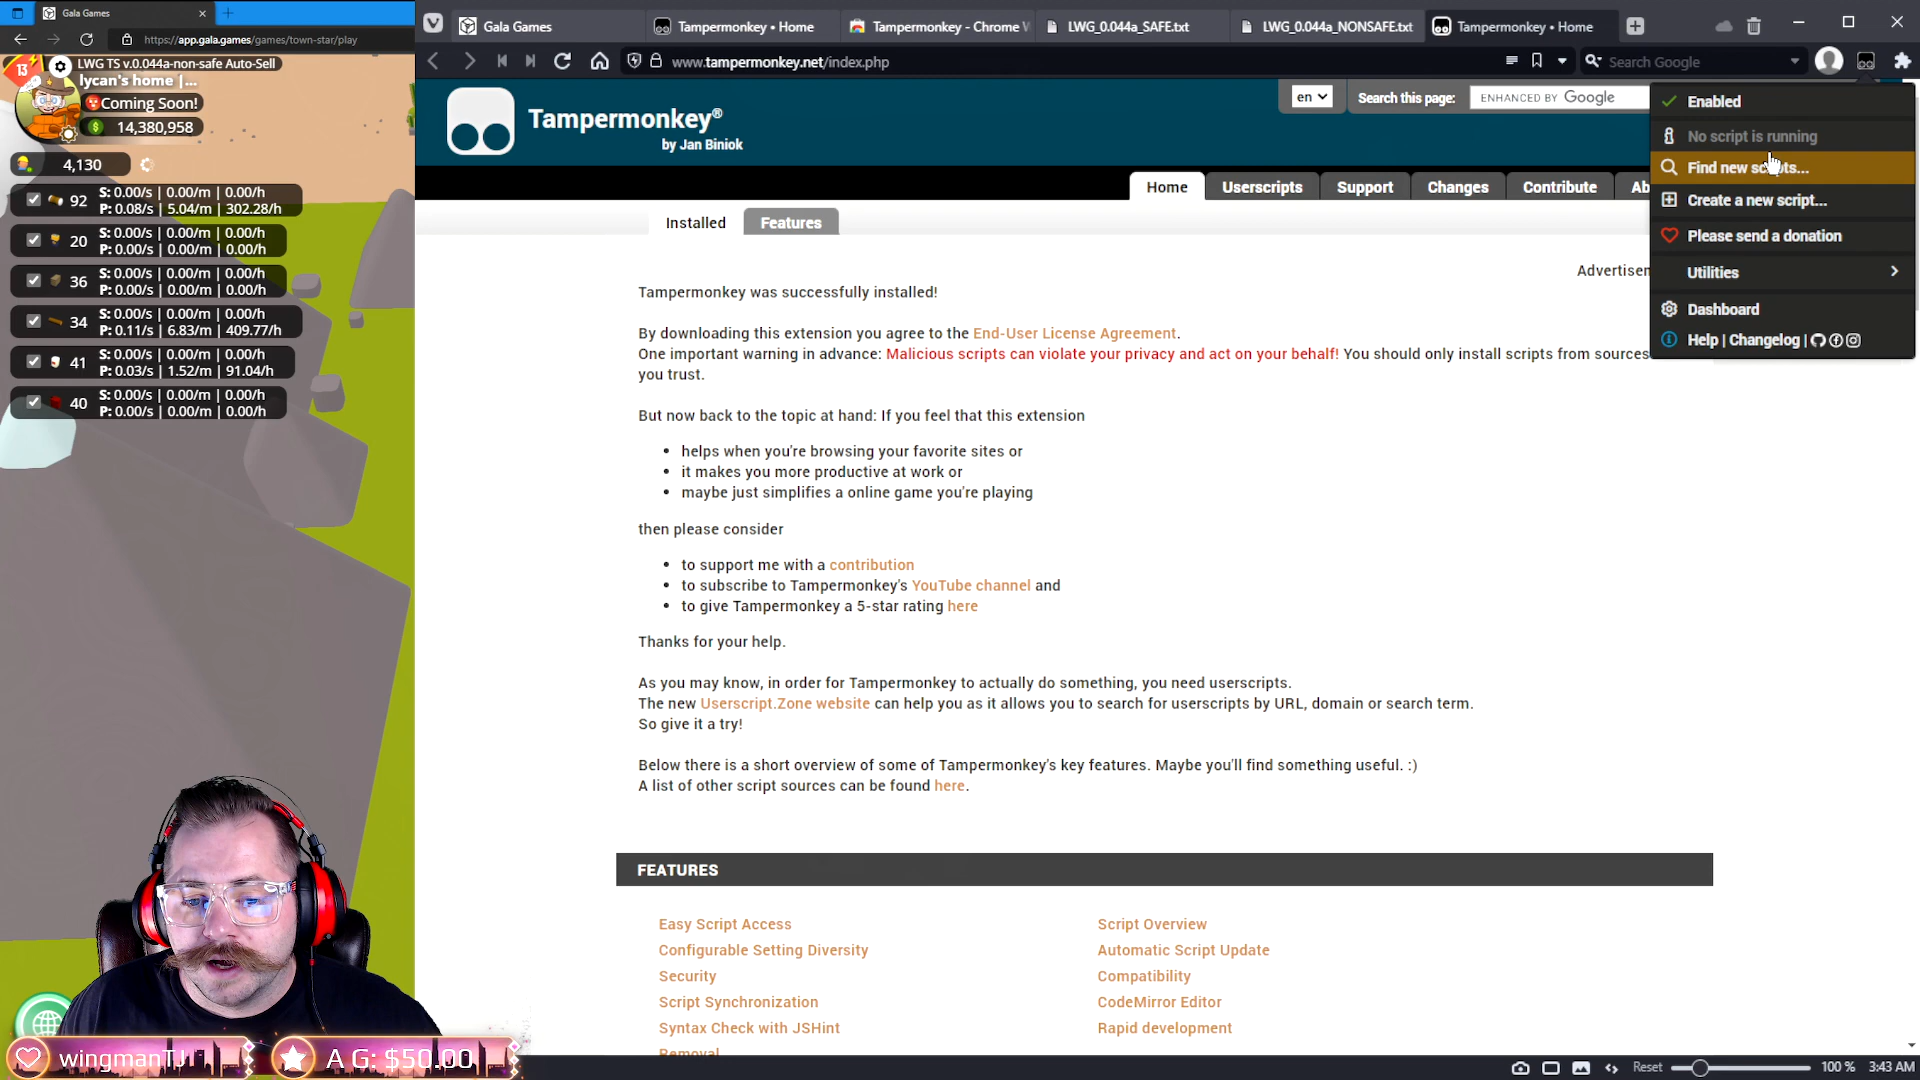 Gala Games
https://app.gala.games/games/town-star/play
13
LWG TS v.0.044a-non-safe Auto-Sell
lycan's home |...
Coming Soon!
14,380,958
4,130
92 S: 0.00/s | 0.00/m | 0.00/h
P: 0.08/s | 5.04/m | 302.28/h
20 S: 0.00/s | 0.00/m | 0.00/h
P: 0.00/s | 0.00/m | 0.00/h
36 S: 0.00/s | 0.00/m | 0.00/h
P: 0.00/s | 0.00/m | 0.00/h
34 S: 0.00/s | 0.00/m | 0.00/h
P: 0.11/s | 6.83/m | 409.77/h
41 S: 0.00/s | 0.00/m | 0.00/h
P: 0.03/s | 1.52/m | 91.04/h
40 S: 0.00/s | 0.00/m | 0.00/h
P: 0.00/s | 0.00/m | 0.00/h
wingmanTJ
A G: $50.00
Gala Games
Tampermonkey • Home
Tampermonkey - Chrome
LWG_0.044a_SAFE.txt
LWG_0.044a_NONSAFE.txt
Tampermonkey • Home
www.tampermonkey.net/index.php
Search Google
Tampermonkey®
by Jan Biniok
en
Search this page:
ENHANCED BY Google
Home
Userscripts
Support
Changes
Contribute
Ab
Installed
Features
Enabled
No script is running
Find new scripts...
Create a new script...
Please send a donation
Utilities
Dashboard
Help | Changelog |
Advertisen
Tampermonkey was successfully installed!
By downloading this extension you agree to the End-User License Agreement.
One important warning in advance: Malicious scripts can violate your privacy and act on your behalf! You should only install scripts from sources
you trust.
But now back to the topic at hand: If you feel that this extension
• helps when you're browsing your favorite sites or
• it makes you more productive at work or
• maybe just simplifies a online game you're playing
then please consider
• to support me with a contribution
• to subscribe to Tampermonkey's YouTube channel and
• to give Tampermonkey a 5-star rating here
Thanks for your help.
As you may know, in order for Tampermonkey to actually do something, you need userscripts.
The new Userscript.Zone website can help you as it allows you to search for userscripts by URL, domain or search term.
So give it a try!
Below there is a short overview of some of Tampermonkey's key features. Maybe you'll find something useful. :)
A list of other script sources can be found here.
FEATURES
Easy Script Access
Configurable Setting Diversity
Security
Script Synchronization
Syntax Check with JSHint
Removal
Script Overview
Automatic Script Update
Compatibility
CodeMirror Editor
Rapid development
Reset
100 %
3:43 AM